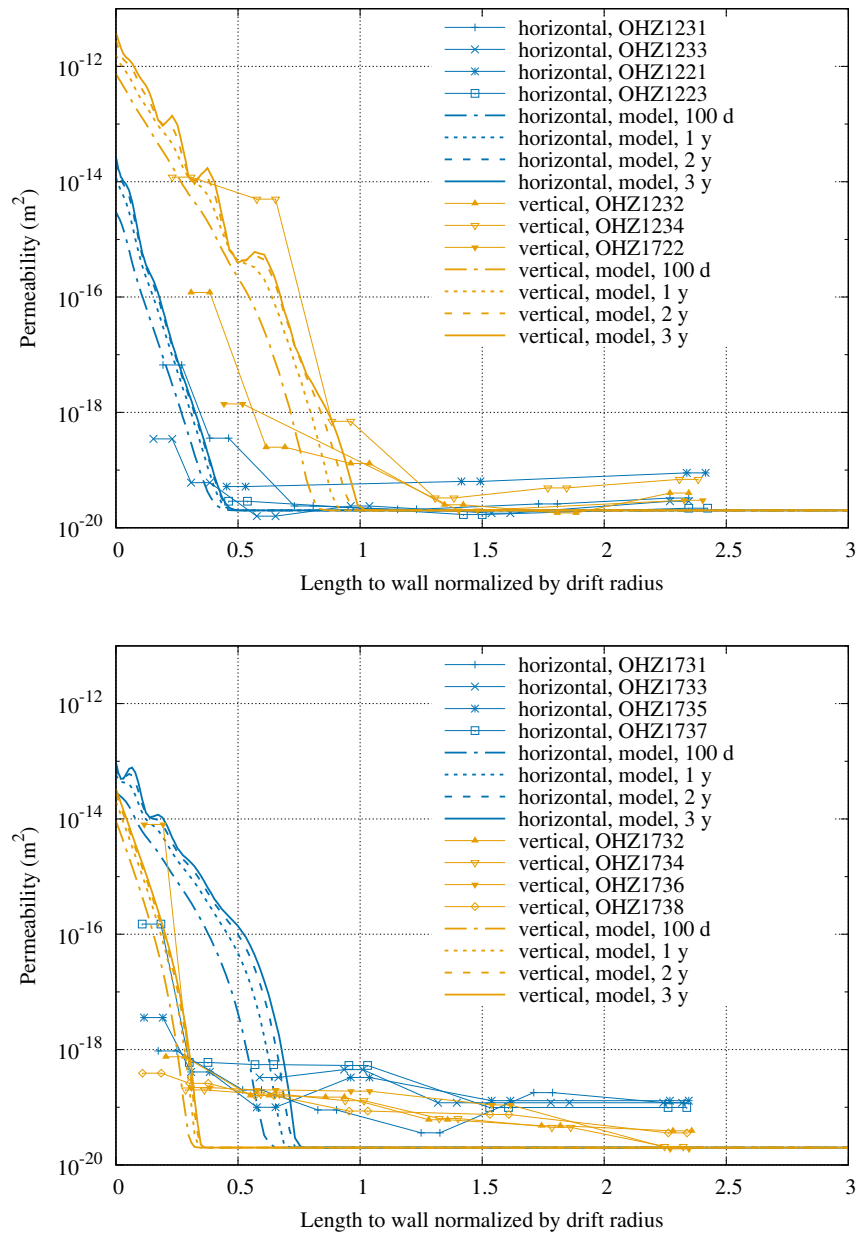 horizontal, OHZ1231
horizontal, OHZ1233
horizontal, OHZ1221
horizontal, OHZ1223
horizontal, model, 100 d
horizontal, model, 1 y
horizontal, model, 2 y
horizontal, model, 3 y
vertical, OHZ1232
vertical, OHZ1234
vertical, OHZ1722
vertical, model, 100 d
vertical, model, 1 y
vertical, model, 2 y
vertical, model, 3 y
Permeability (m²)
10⁻¹²
10⁻¹⁴
10⁻¹⁶
10⁻¹⁸
10⁻²⁰
0 0.5 1 1.5 2 2.5 3
Length to wall normalized by drift radius
horizontal, OHZ1731
horizontal, OHZ1733
horizontal, OHZ1735
horizontal, OHZ1737
horizontal, model, 100 d
horizontal, model, 1 y
horizontal, model, 2 y
horizontal, model, 3 y
vertical, OHZ1732
vertical, OHZ1734
vertical, OHZ1736
vertical, OHZ1738
vertical, model, 100 d
vertical, model, 1 y
vertical, model, 2 y
vertical, model, 3 y
Permeability (m²)
10⁻¹²
10⁻¹⁴
10⁻¹⁶
10⁻¹⁸
10⁻²⁰
0 0.5 1 1.5 2 2.5 3
Length to wall normalized by drift radius